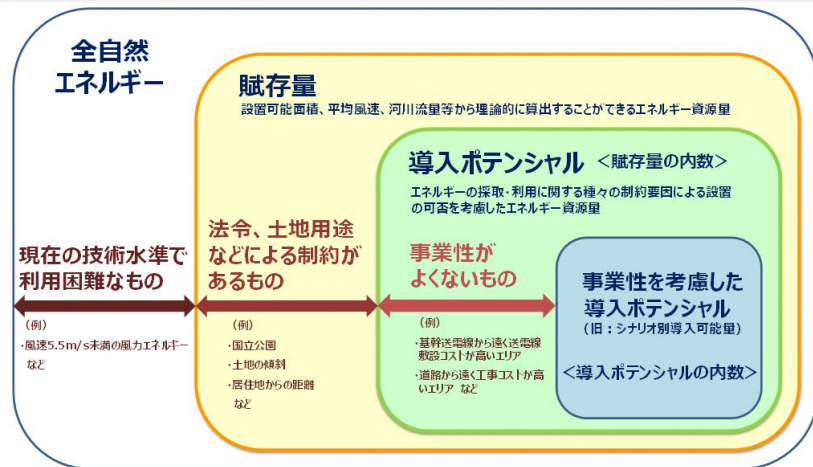 全自然
エネルギー
賦存量
設置可能面積、平均風速、河川流量等から理論的に算出することができるエネルギー資源量
導入ポテンシャル <賦存量の内数>
エネルギーの採取・利用に関する種々の制約要因による設置
の可否を考慮したエネルギー資源量
現在の技術水準で
利用困難なもの
(例)
・風速5.5m/s未満の風力エネルギー
など
法令、土地用途
などによる制約が
あるもの
(例)
・国立公園
・土地の傾斜
・居住地からの距離
など
事業性が
よくないもの
(例)
・基幹送電線から遠く送電線
敷設コストが高いエリア
・道路から遠く工事コストが高
いエリア など
事業性を考慮した
導入ポテンシャル
(旧：シナリオ別導入可能量)
<導入ポテンシャルの内数>